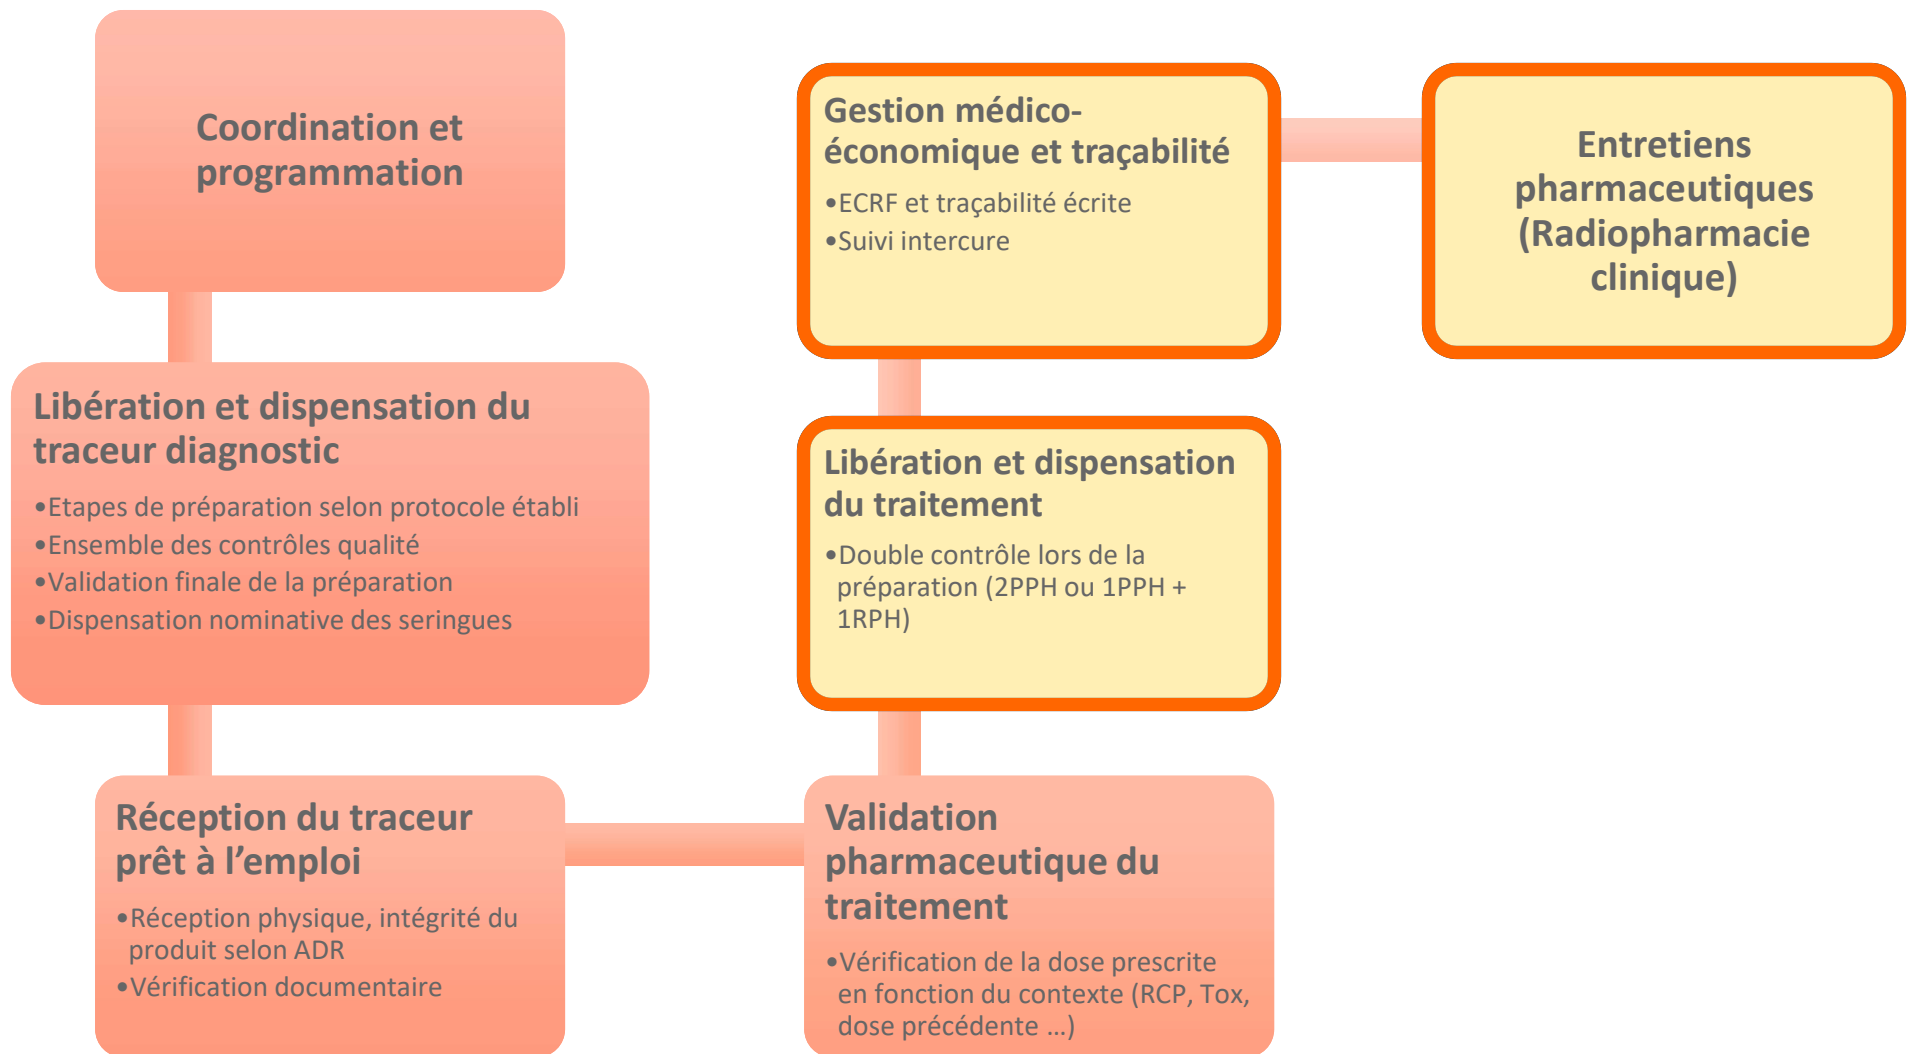 Coordination et
programmation
Libération et dispensation du
traceur diagnostic
•Etapes de préparation selon protocole établi
•Ensemble des contrôles qualité
•Validation finale de la préparation
•Dispensation nominative des seringues
Réception du traceur
prêt à l’emploi
•Réception physique, intégrité du
produit selon ADR
•Vérification documentaire
Validation
pharmaceutique du
traitement
•Vérification de la dose prescrite
en fonction du contexte (RCP, Tox,
dose précédente …)
Libération et dispensation
du traitement
•Double contrôle lors de la
préparation (2PPH ou 1PPH +
1RPH)
Gestion médico-
économique et traçabilité
•ECRF et traçabilité écrite
•Suivi intercure
Entretiens
pharmaceutiques
(Radiopharmacie
clinique)